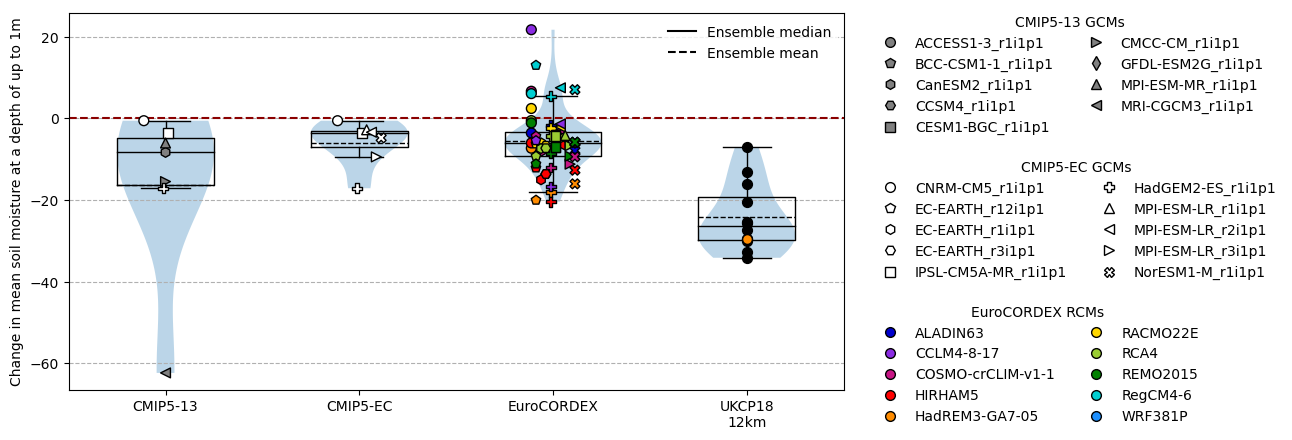 Change in mean soil moisture at a depth of up to 1m
20
0
−20
−40
−60
CMIP5-13
CMIP5-EC
EuroCORDEX
UKCP18
12km
Ensemble median
Ensemble mean
CMIP5-13 GCMs
ACCESS1-3_r1i1p1
BCC-CSM1-1_r1i1p1
CanESM2_r1i1p1
CCSM4_r1i1p1
CESM1-BGC_r1i1p1
CMCC-CM_r1i1p1
GFDL-ESM2G_r1i1p1
MPI-ESM-MR_r1i1p1
MRI-CGCM3_r1i1p1
CMIP5-EC GCMs
CNRM-CM5_r1i1p1
EC-EARTH_r12i1p1
EC-EARTH_r1i1p1
EC-EARTH_r3i1p1
IPSL-CM5A-MR_r1i1p1
HadGEM2-ES_r1i1p1
MPI-ESM-LR_r1i1p1
MPI-ESM-LR_r2i1p1
MPI-ESM-LR_r3i1p1
NorESM1-M_r1i1p1
EuroCORDEX RCMs
ALADIN63
CCLM4-8-17
COSMO-crCLIM-v1-1
HIRHAM5
HadREM3-GA7-05
RACMO22E
RCA4
REMO2015
RegCM4-6
WRF381P